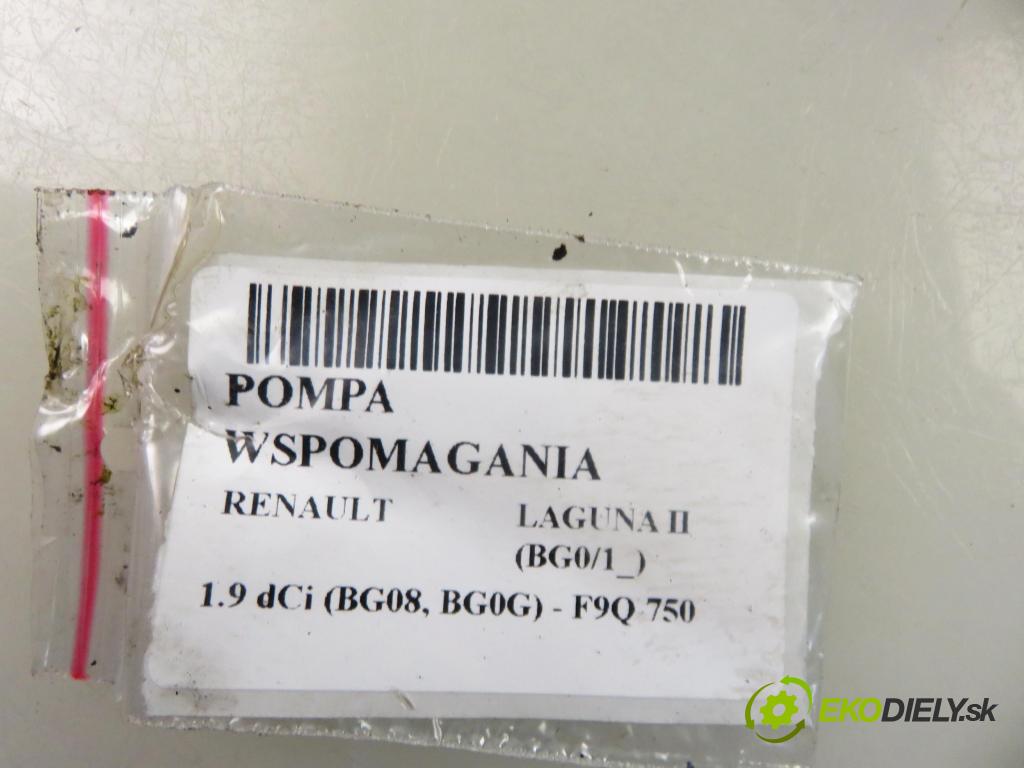 POMPA
WSPOMAGANIA
RENAULT LAGUNA II
(BG0/1_)
1.9 dCi (BG08, BG0G) - F9Q 750
EKODIELY.sk